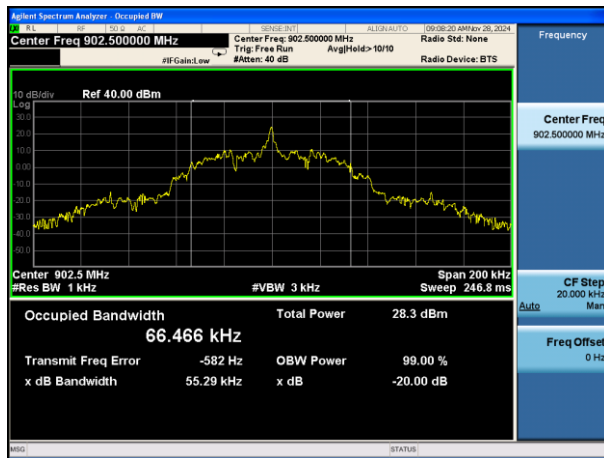 Agilent Spectrum Analyzer - Occupied BW
RL RF 50 Ω AC SENSE:INT ALIGNAUTO 09:08:20 AMNov 28, 2024
Center Freq 902.500000 MHz
Center Freq: 902.500000 MHz
Radio Std: None
Trig: Free Run Avg|Hold:> 10/10
#IFGain:Low #Atten: 40 dB Radio Device: BTS
10 dB/div Ref 40.00 dBm
Log
30.0
20.0
10.0
0.00
-10.0
-20.0
-30.0
-40.0
-50.0
Center 902.5 MHz Span 200 kHz
#Res BW 1 kHz #VBW 3 kHz Sweep 246.8 ms
Occupied Bandwidth Total Power 28.3 dBm
66.466 kHz
Transmit Freq Error -582 Hz OBW Power 99.00 %
x dB Bandwidth 55.29 kHz x dB -20.00 dB
MSG STATUS
Frequency
Center Freq
902.500000 MHz
CF Step
20.000 kHz
Auto Man
Freq Offset
0 Hz